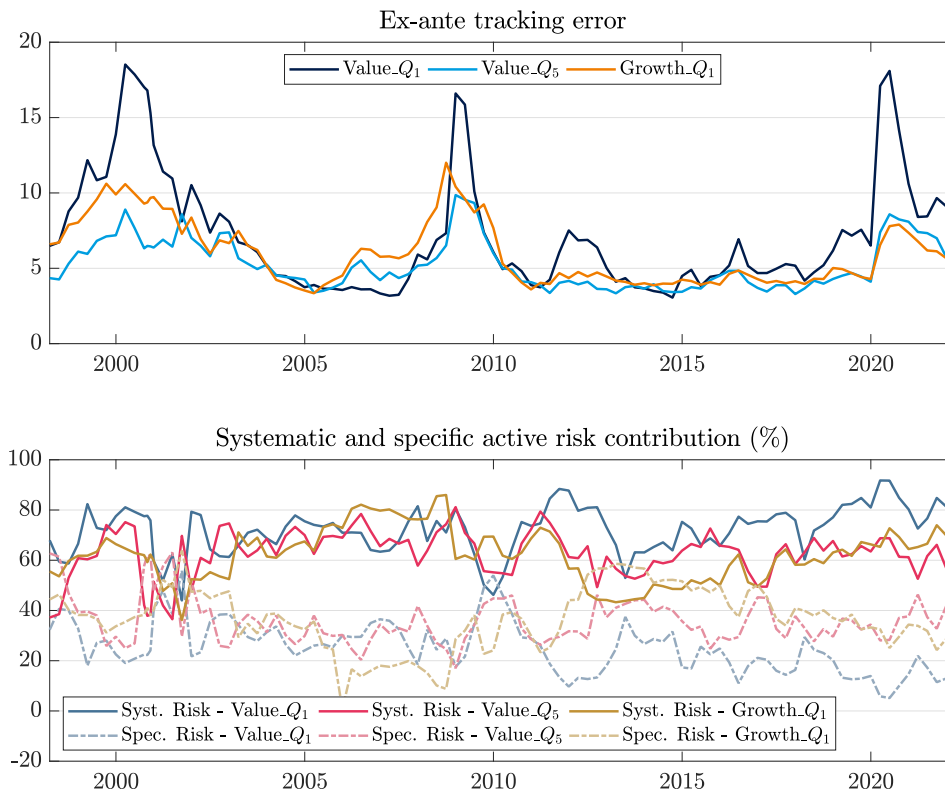 Ex-ante tracking error
20
Value_Q1 Value_Q5 Growth_Q1
15
10
5
0
2000 2005 2010 2015 2020
Systematic and specific active risk contribution (%)
100
80
60
40
20
0
Syst. Risk - Value_Q1 Syst. Risk - Value_Q5 Syst. Risk - Growth_Q1
Spec. Risk - Value_Q1 Spec. Risk - Value_Q5 Spec. Risk - Growth_Q1
-20
2000 2005 2010 2015 2020